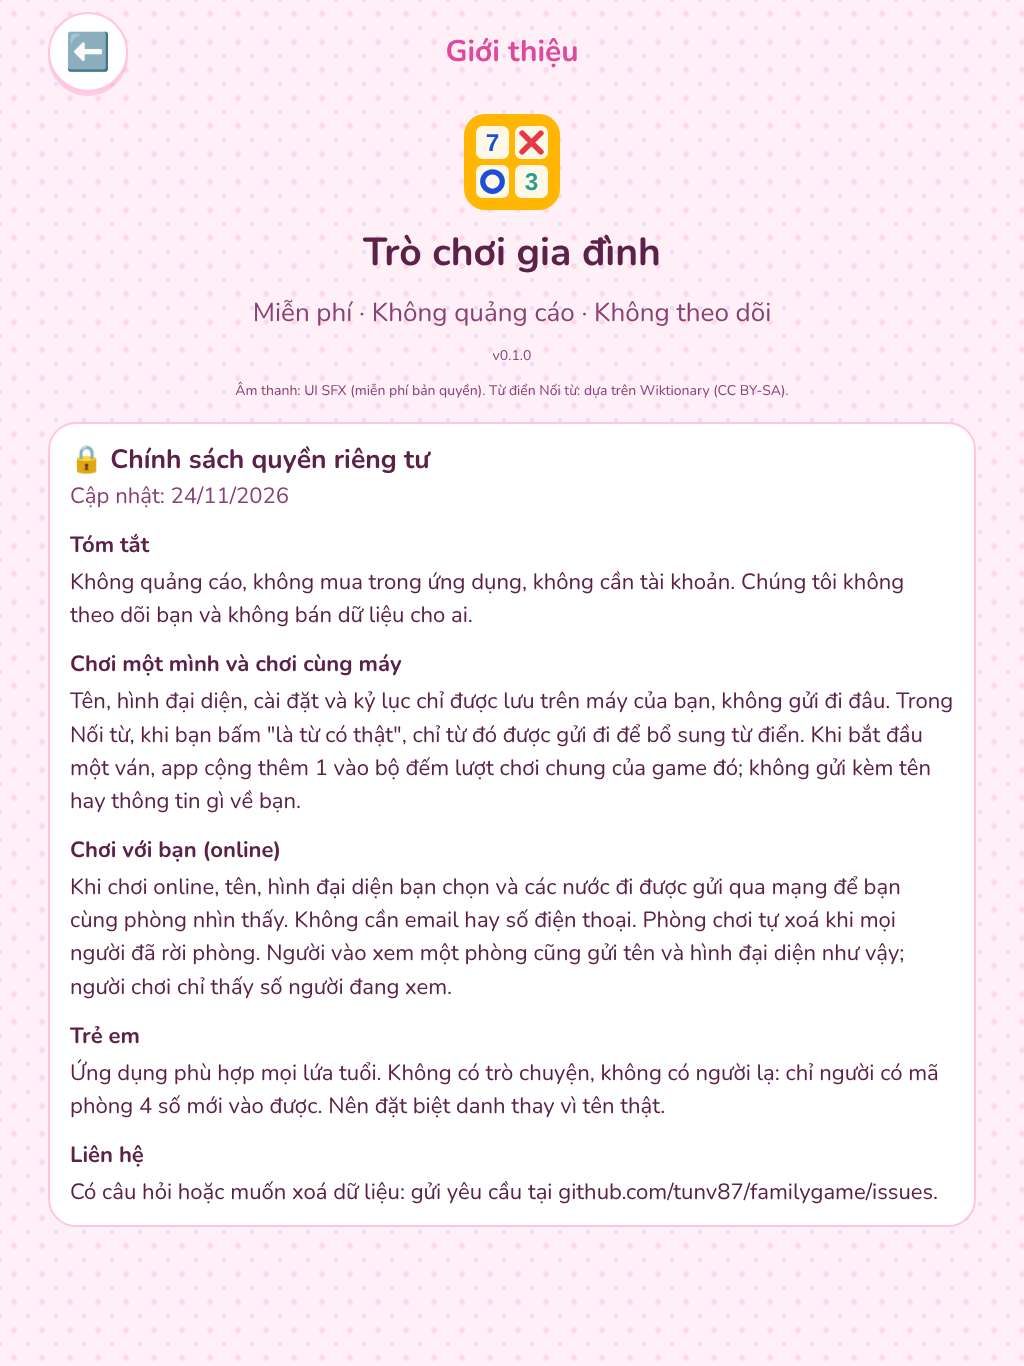 Giới thiệu
7
3
Trò chơi gia đình
Miễn phí · Không quảng cáo · Không theo dõi
v0.1.0
Âm thanh: UI SFX (miễn phí bản quyền). Từ điển Nối từ: dựa trên Wiktionary (CC BY-SA).
🔒 Chính sách quyền riêng tư
Cập nhật: 24/11/2026
Tóm tắt
Không quảng cáo, không mua trong ứng dụng, không cần tài khoản. Chúng tôi không
theo dõi bạn và không bán dữ liệu cho ai.
Chơi một mình và chơi cùng máy
Tên, hình đại diện, cài đặt và kỷ lục chỉ được lưu trên máy của bạn, không gửi đi đâu. Trong
Nối từ, khi bạn bấm "là từ có thật", chỉ từ đó được gửi đi để bổ sung từ điển. Khi bắt đầu
một ván, app cộng thêm 1 vào bộ đếm lượt chơi chung của game đó; không gửi kèm tên
hay thông tin gì về bạn.
Chơi với bạn (online)
Khi chơi online, tên, hình đại diện bạn chọn và các nước đi được gửi qua mạng để bạn
cùng phòng nhìn thấy. Không cần email hay số điện thoại. Phòng chơi tự xoá khi mọi
người đã rời phòng. Người vào xem một phòng cũng gửi tên và hình đại diện như vậy;
người chơi chỉ thấy số người đang xem.
Trẻ em
Ứng dụng phù hợp mọi lứa tuổi. Không có trò chuyện, không có người lạ: chỉ người có mã
phòng 4 số mới vào được. Nên đặt biệt danh thay vì tên thật.
Liên hệ
Có câu hỏi hoặc muốn xoá dữ liệu: gửi yêu cầu tại github.com/tunv87/familygame/issues.